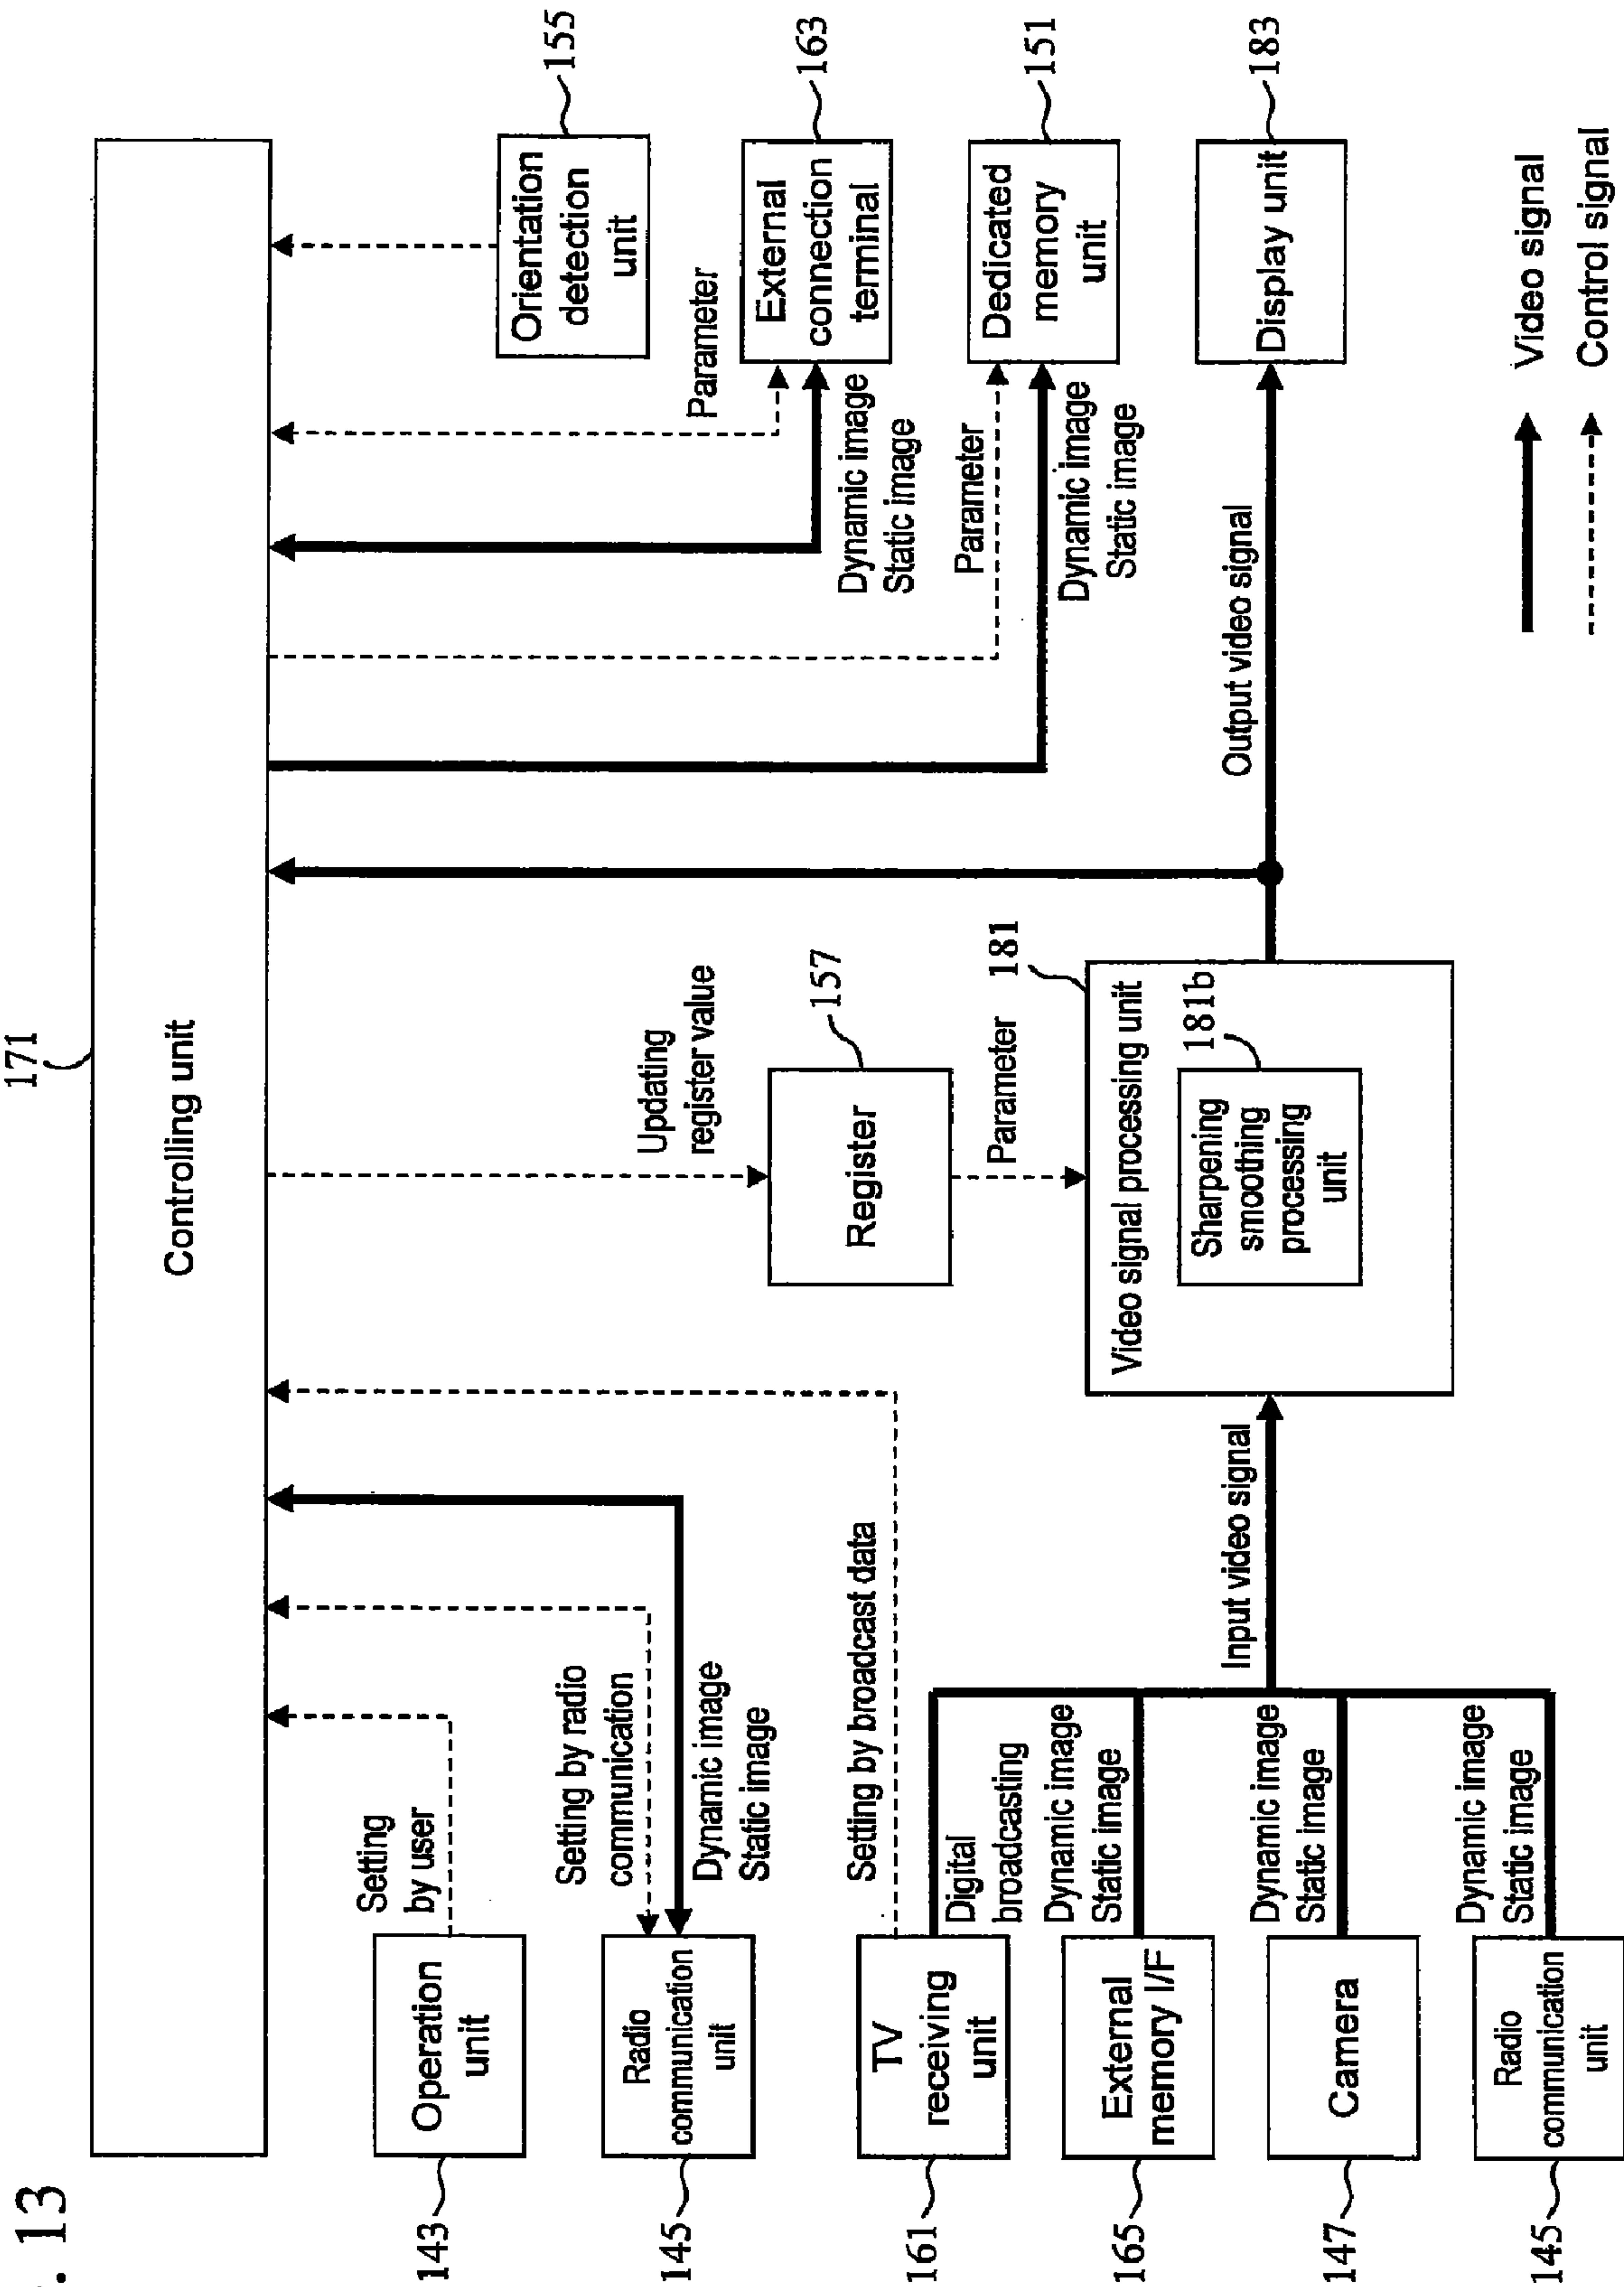 . 13
171
Controlling unit
143
Operation
unit
Setting
by user
145
Radio
communication
unit
Setting by radio
communication
Dynamic image
Static image
161
TV
receiving
unit
Setting by broadcast data
Digital
broadcasting
165
External
memory I/F
Dynamic image
Static image
147
Camera
Dynamic image
Static image
145
Radio
communication
unit
Dynamic image
Static image
Input video signal
Updating
register value
157
Register
Parameter
181
Video signal processing unit
181b
Sharpening
smoothing
processing
unit
Output video signal
155
Orientation
detection
unit
163
External
connection
terminal
Parameter
Dynamic image
Static image
151
Dedicated
memory
unit
Parameter
Dynamic image
Static image
183
Display unit
Video signal
Control signal